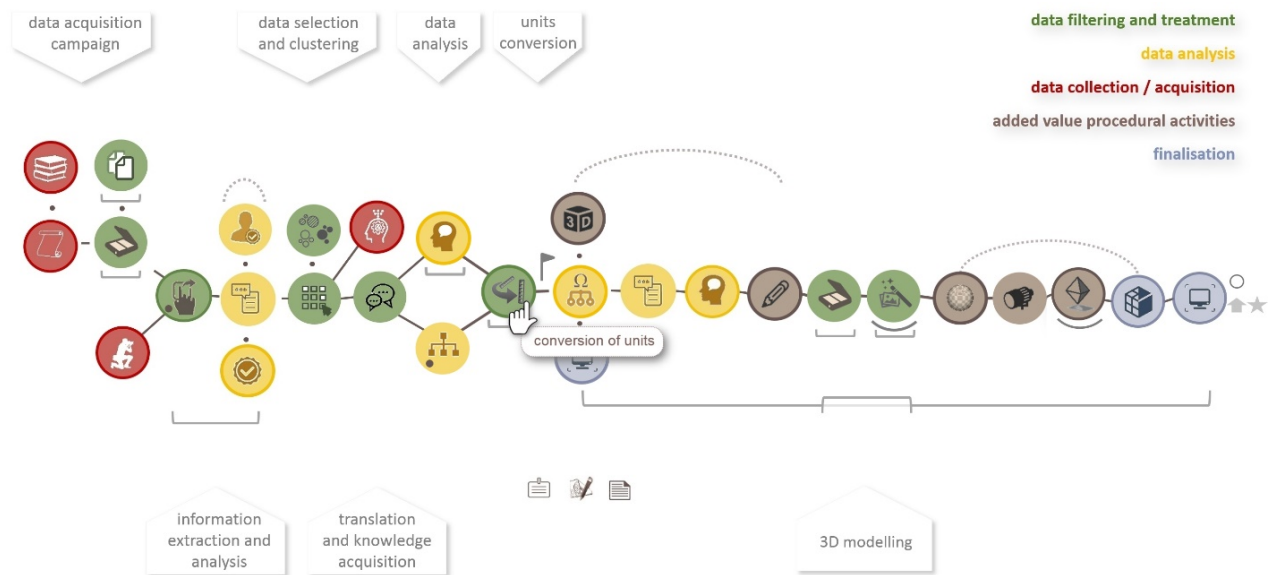 data acquisition
campaign
data selection
and clustering
data
analysis
units
conversion
data filtering and treatment
data analysis
data collection / acquisition
added value procedural activities
finalisation
3D
Ω
conversion of units
information
extraction and
analysis
translation
and knowledge
acquisition
3D modelling